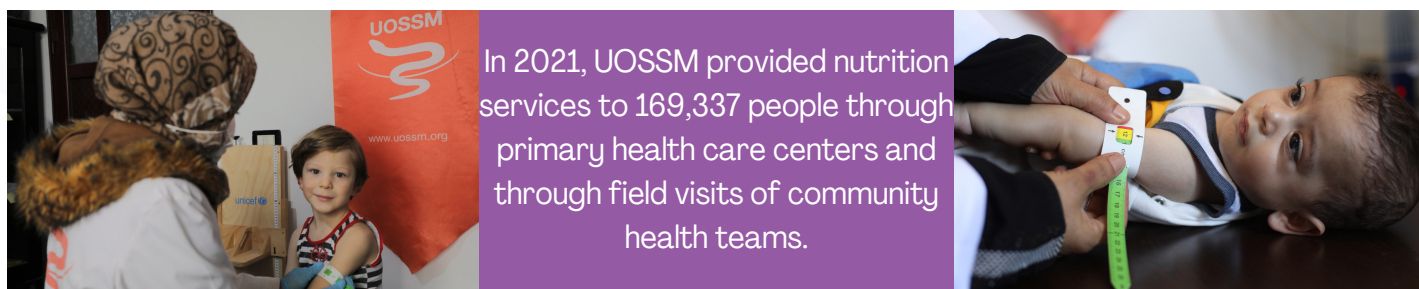 UOSSM
www.uossm.org
unicef
In 2021, UOSSM provided nutrition
services to 169,337 people through
primary health care centers and
through field visits of community
health teams.
12